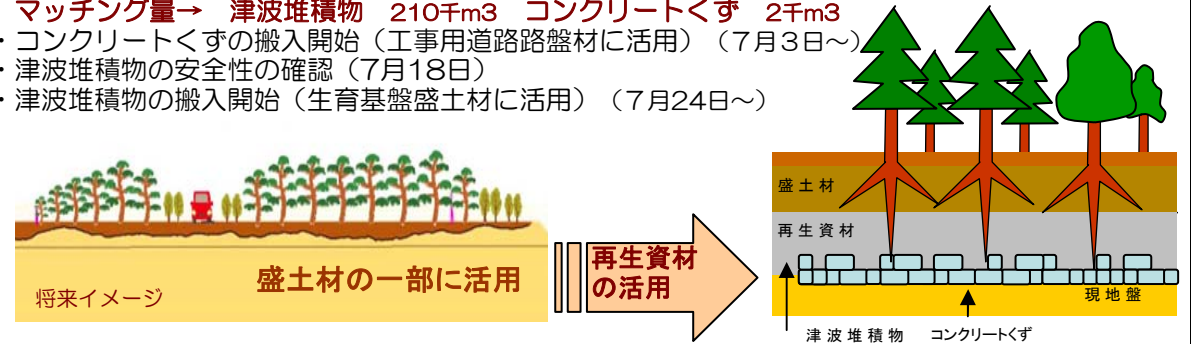 マッチング量→ 津波堆積物 210千m3 コンクリートくず 2千m3
・コンクリートくずの搬入開始（工事用道路路盤材に活用）（７月３日～）
・津波堆積物の安全性の確認（7月18日）
・津波堆積物の搬入開始（生育基盤盛土材に活用）（７月24日～）
盛土材
再生資材
再生資材
の活用
盛土材の一部に活用
将来イメージ
現地盤
津波堆積物 コンクリートくず